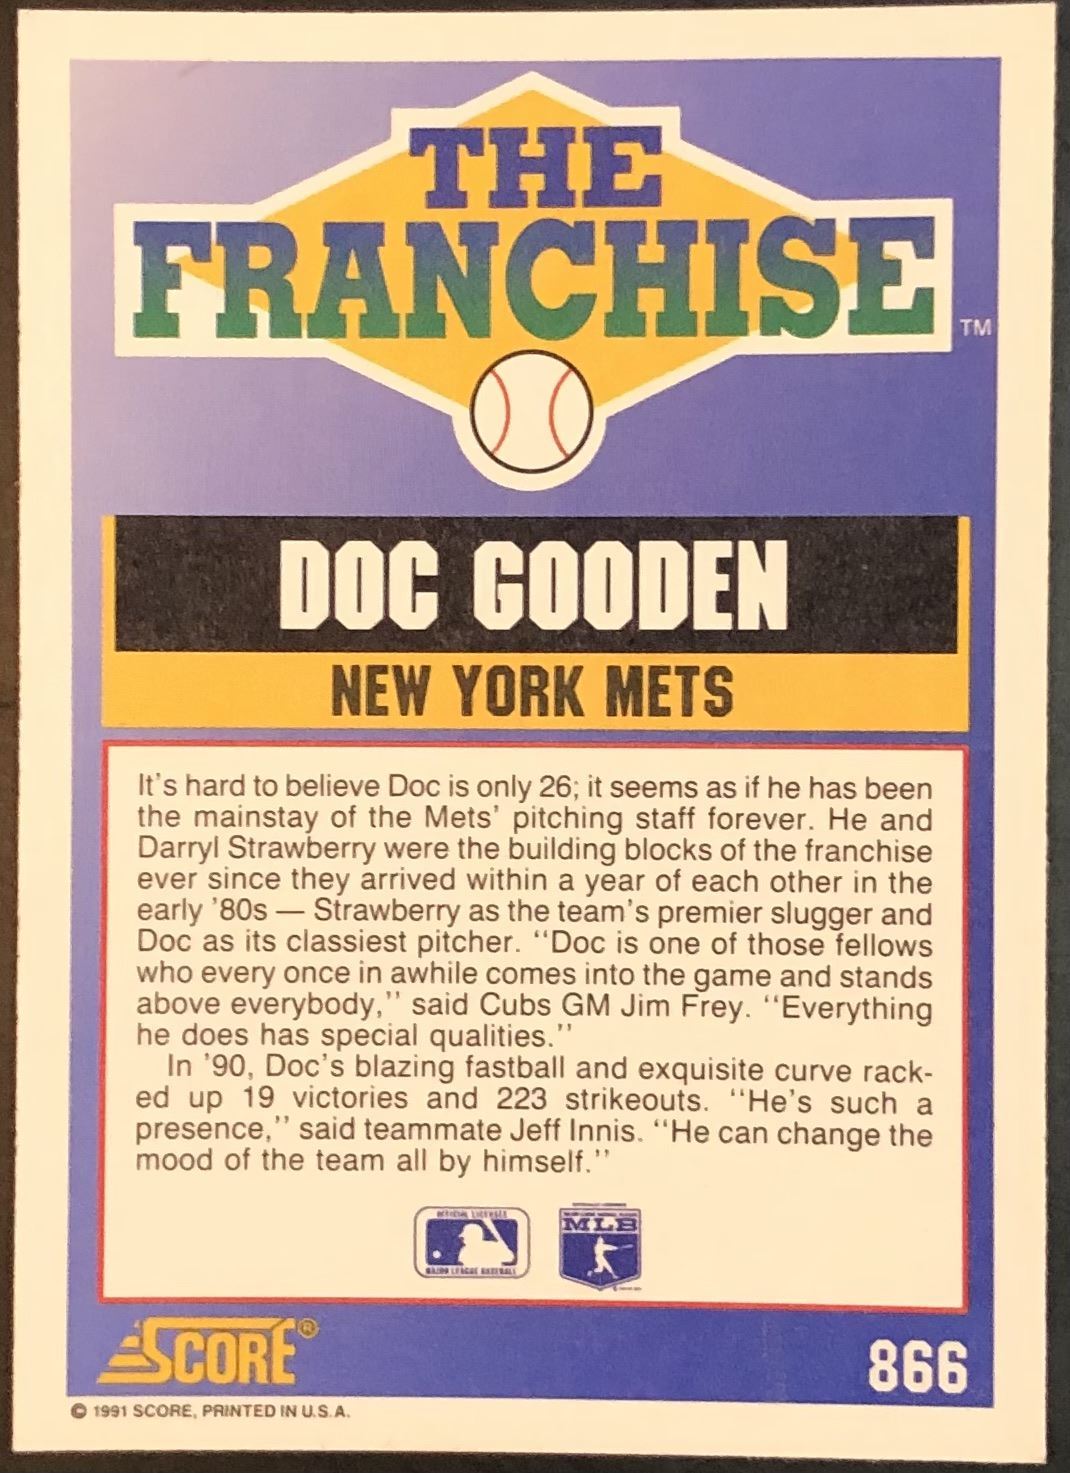 THE
FRANCHISE
TM
DOC GOODEN
NEW YORK METS
It's hard to believe Doc is only 26; it seems as if he has been
the mainstay of the Mets' pitching staff forever. He and
Darryl Strawberry were the building blocks of the franchise
ever since they arrived within a year of each other in the
early '80s — Strawberry as the team's premier slugger and
Doc as its classiest pitcher. ‘‘Doc is one of those fellows
who every once in awhile comes into the game and stands
above everybody,’’ said Cubs GM Jim Frey. ‘‘Everything
he does has special qualities.’’
In '90, Doc's blazing fastball and exquisite curve rack-
ed up 19 victories and 223 strikeouts. ‘‘He's such a
presence,’’ said teammate Jeff Innis. ‘‘He can change the
mood of the team all by himself.’’
OFFICIAL LICENSEE
MAJOR LEAGUE BASEBALL
MLB
SCORE®
866
© 1991 SCORE, PRINTED IN U.S.A.